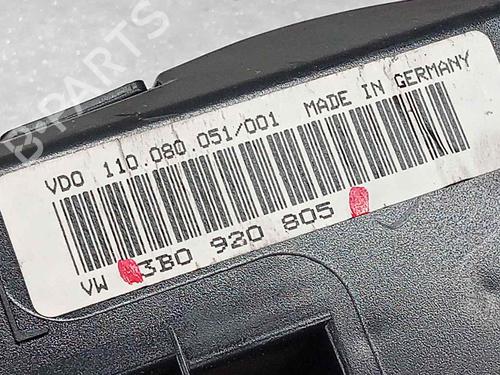 B-PARTS
VDO 110.080.051/001 MADE IN GERMANY
VW 3B0 920 805